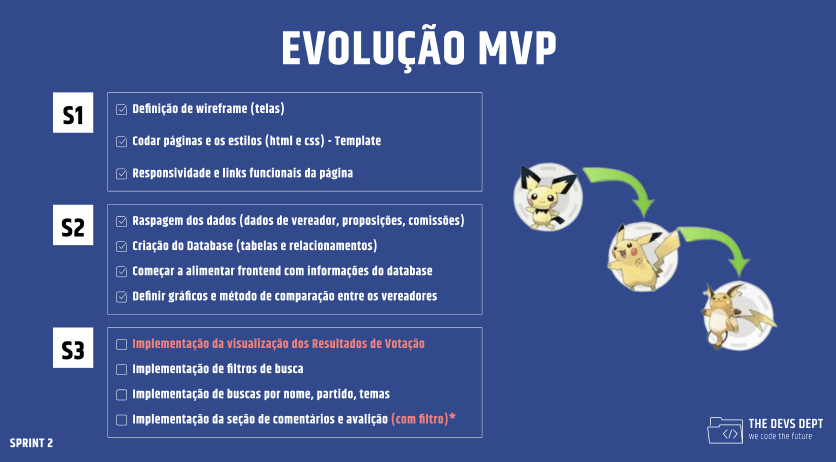 EVOLUÇÃO MVP
S1
Definição de wireframe (telas)
Codar páginas e os estilos (html e css) - Template
Responsividade e links funcionais da página
S2
Raspagem dos dados (dados de vereador, proposições, comissões)
Criação do Database (tabelas e relacionamentos)
Começar a alimentar frontend com informações do database
Definir gráficos e método de comparação entre os vereadores
S3
Implementação da visualização dos Resultados de Votação
Implementação de filtros de busca
Implementação de buscas por nome, partido, temas
Implementação da seção de comentários e avalição (com filtro)*
SPRINT 2
</>
THE DEVS DEPT
we code the future